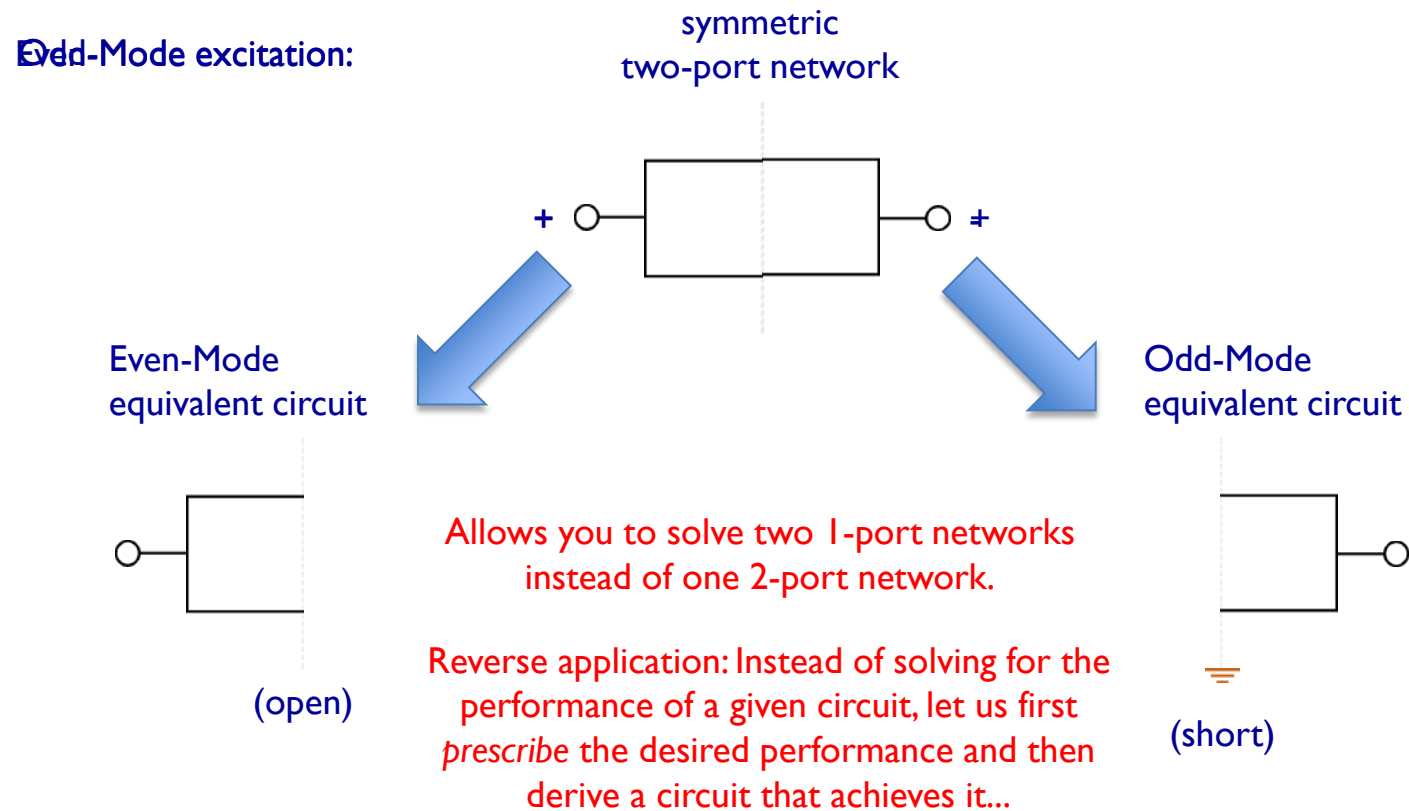 symmetric
two-port network
-Mode excitation:
+
Even-Mode
equivalent circuit
Odd-Mode
equivalent circuit
Allows you to solve two 1-port networks
instead of one 2-port network.
Reverse application: Instead of solving for the
performance of a given circuit, let us first
prescribe the desired performance and then
derive a circuit that achieves it...
(open)
(short)